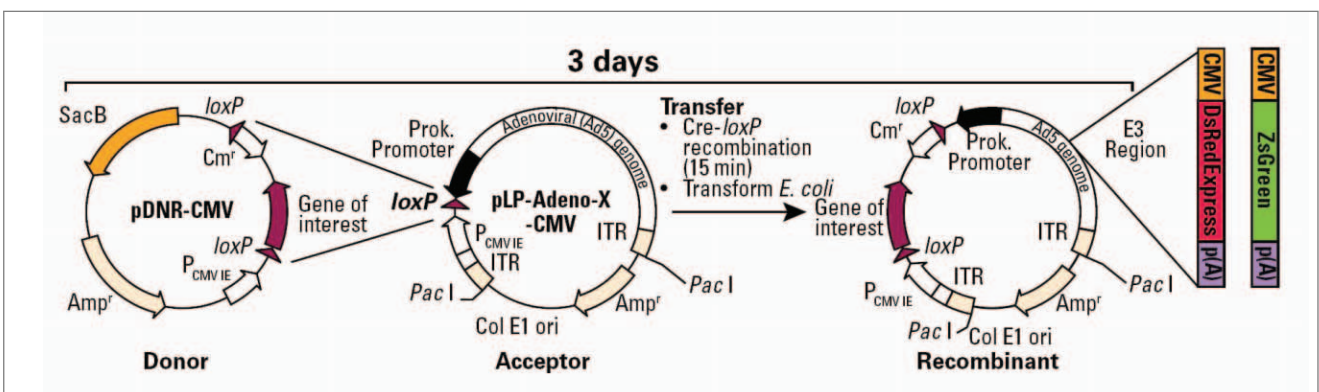 3 days
SacB
loxP
Cmʳ
pDNR-CMV
Gene of
interest
loxP
P CMV IE
Ampʳ
Donor
Prok.
Promoter
Adenoviral (Ad5) genome
loxP
pLP-Adeno-X
-CMV
P CMV IE
ITR
ITR
Pac I
Pac I
Ampʳ
Col E1 ori
Acceptor
Transfer
• Cre-loxP
recombination
(15 min)
• Transform E. coli
loxP
Cmʳ
Prok.
Promoter
Ad5 genome
Gene of
interest
loxP
ITR
ITR
P CMV IE
Pac I
Pac I
Ampʳ
Col E1 ori
Recombinant
E3
Region
CMV
DsRedExpress
p(A)
CMV
ZsGreen
p(A)